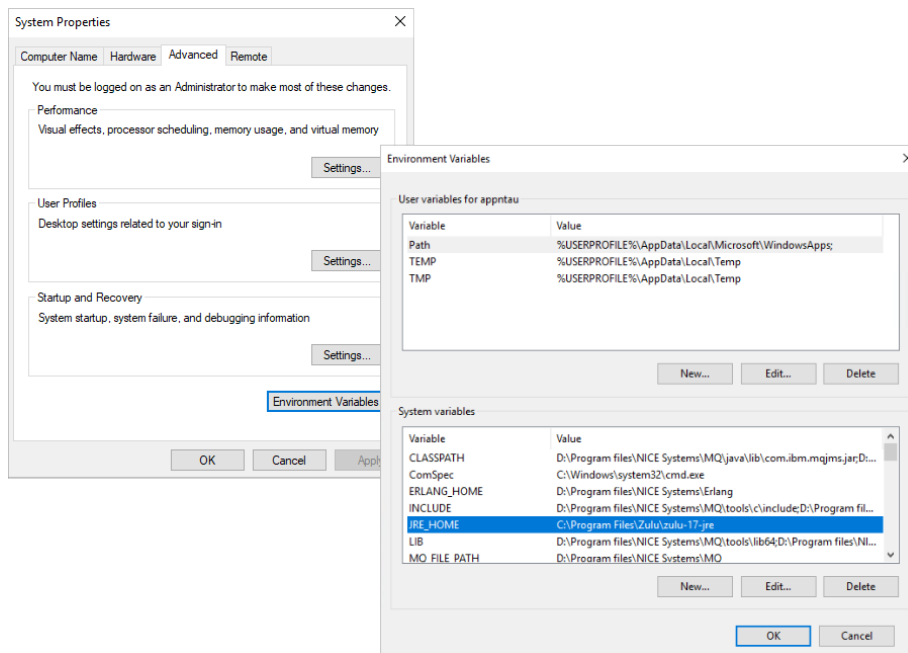 System Properties
Computer Name Hardware Advanced Remote
You must be logged on as an Administrator to make most of these changes.
Performance
Visual effects, processor scheduling, memory usage, and virtual memory
Settings...
User Profiles
Desktop settings related to your sign-in
Settings...
Startup and Recovery
System startup, system failure, and debugging information
Settings...
Environment Variables
OK Cancel Apply
Environment Variables
User variables for appntau
Variable Value
Path %USERPROFILE%\AppData\Local\Microsoft\WindowsApps;
TEMP %USERPROFILE%\AppData\Local\Temp
TMP %USERPROFILE%\AppData\Local\Temp
New... Edit... Delete
System variables
Variable Value
CLASSPATH D:\Program files\NICE Systems\MQ\java\lib\com.ibm.mqjms.jar;D:...
ComSpec C:\Windows\system32\cmd.exe
ERLANG_HOME D:\Program files\NICE Systems\Erlang
INCLUDE D:\Program files\NICE Systems\MQ\tools\c\include;D:\Program fil...
JRE_HOME C:\Program Files\Zulu\zulu-17-jre
LIB D:\Program files\NICE Systems\MQ\tools\lib64;D:\Program files\NI...
MQ_FILE_PATH D:\Program files\NICE Systems\MQ
New... Edit... Delete
OK Cancel